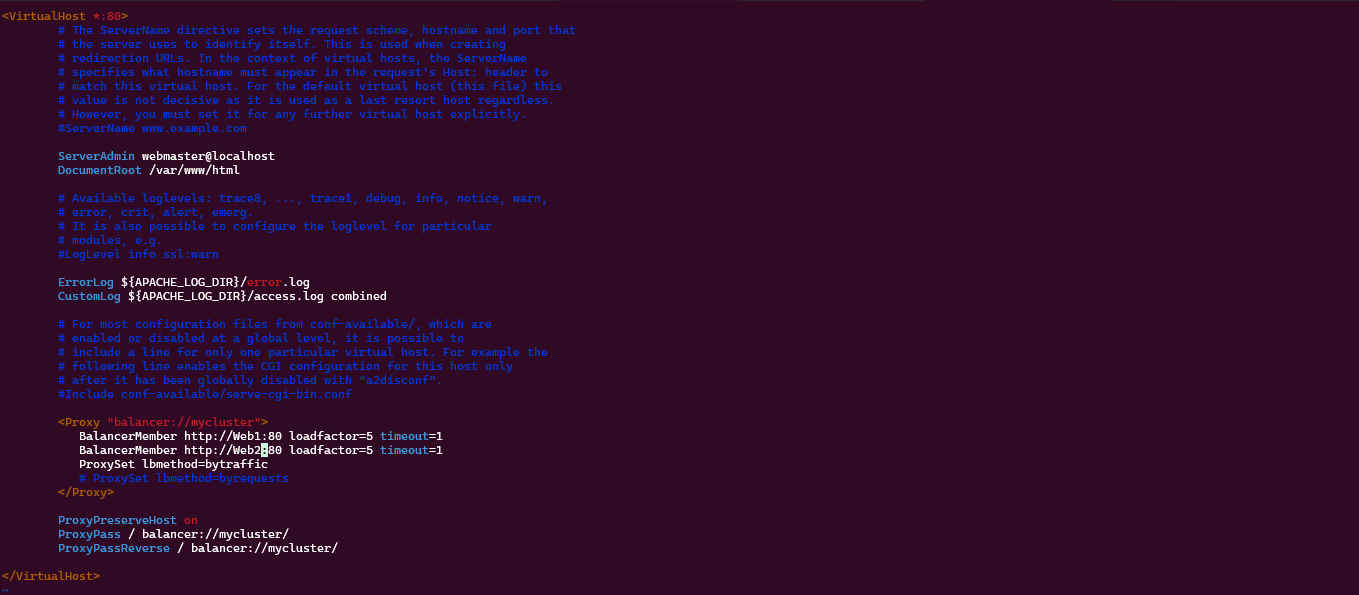 <VirtualHost *:80>
# The ServerName directive sets the request scheme, hostname and port that
# the server uses to identify itself. This is used when creating
# redirection URLs. In the context of virtual hosts, the ServerName
# specifies what hostname must appear in the request's Host: header to
# match this virtual host. For the default virtual host (this file) this
# value is not decisive as it is used as a last resort host regardless.
# However, you must set it for any further virtual host explicitly.
#ServerName www.example.com
ServerAdmin webmaster@localhost
DocumentRoot /var/www/html
# Available loglevels: trace8, ..., trace1, debug, info, notice, warn,
# error, crit, alert, emerg.
# It is also possible to configure the loglevel for particular
# modules, e.g.
#LogLevel info ssl:warn
ErrorLog ${APACHE_LOG_DIR}/error.log
CustomLog ${APACHE_LOG_DIR}/access.log combined
# For most configuration files from conf-available/, which are
# enabled or disabled at a global level, it is possible to
# include a line for only one particular virtual host. For example the
# following line enables the CGI configuration for this host only
# after it has been globally disabled with "a2disconf".
#Include conf-available/serve-cgi-bin.conf
<Proxy "balancer://mycluster">
BalancerMember http://Web1:80 loadfactor=5 timeout=1
BalancerMember http://Web2:80 loadfactor=5 timeout=1
ProxySet lbmethod=bytraffic
# ProxySet lbmethod=byrequests
</Proxy>
ProxyPreserveHost on
ProxyPass / balancer://mycluster/
ProxyPassReverse / balancer://mycluster/
</VirtualHost>
~